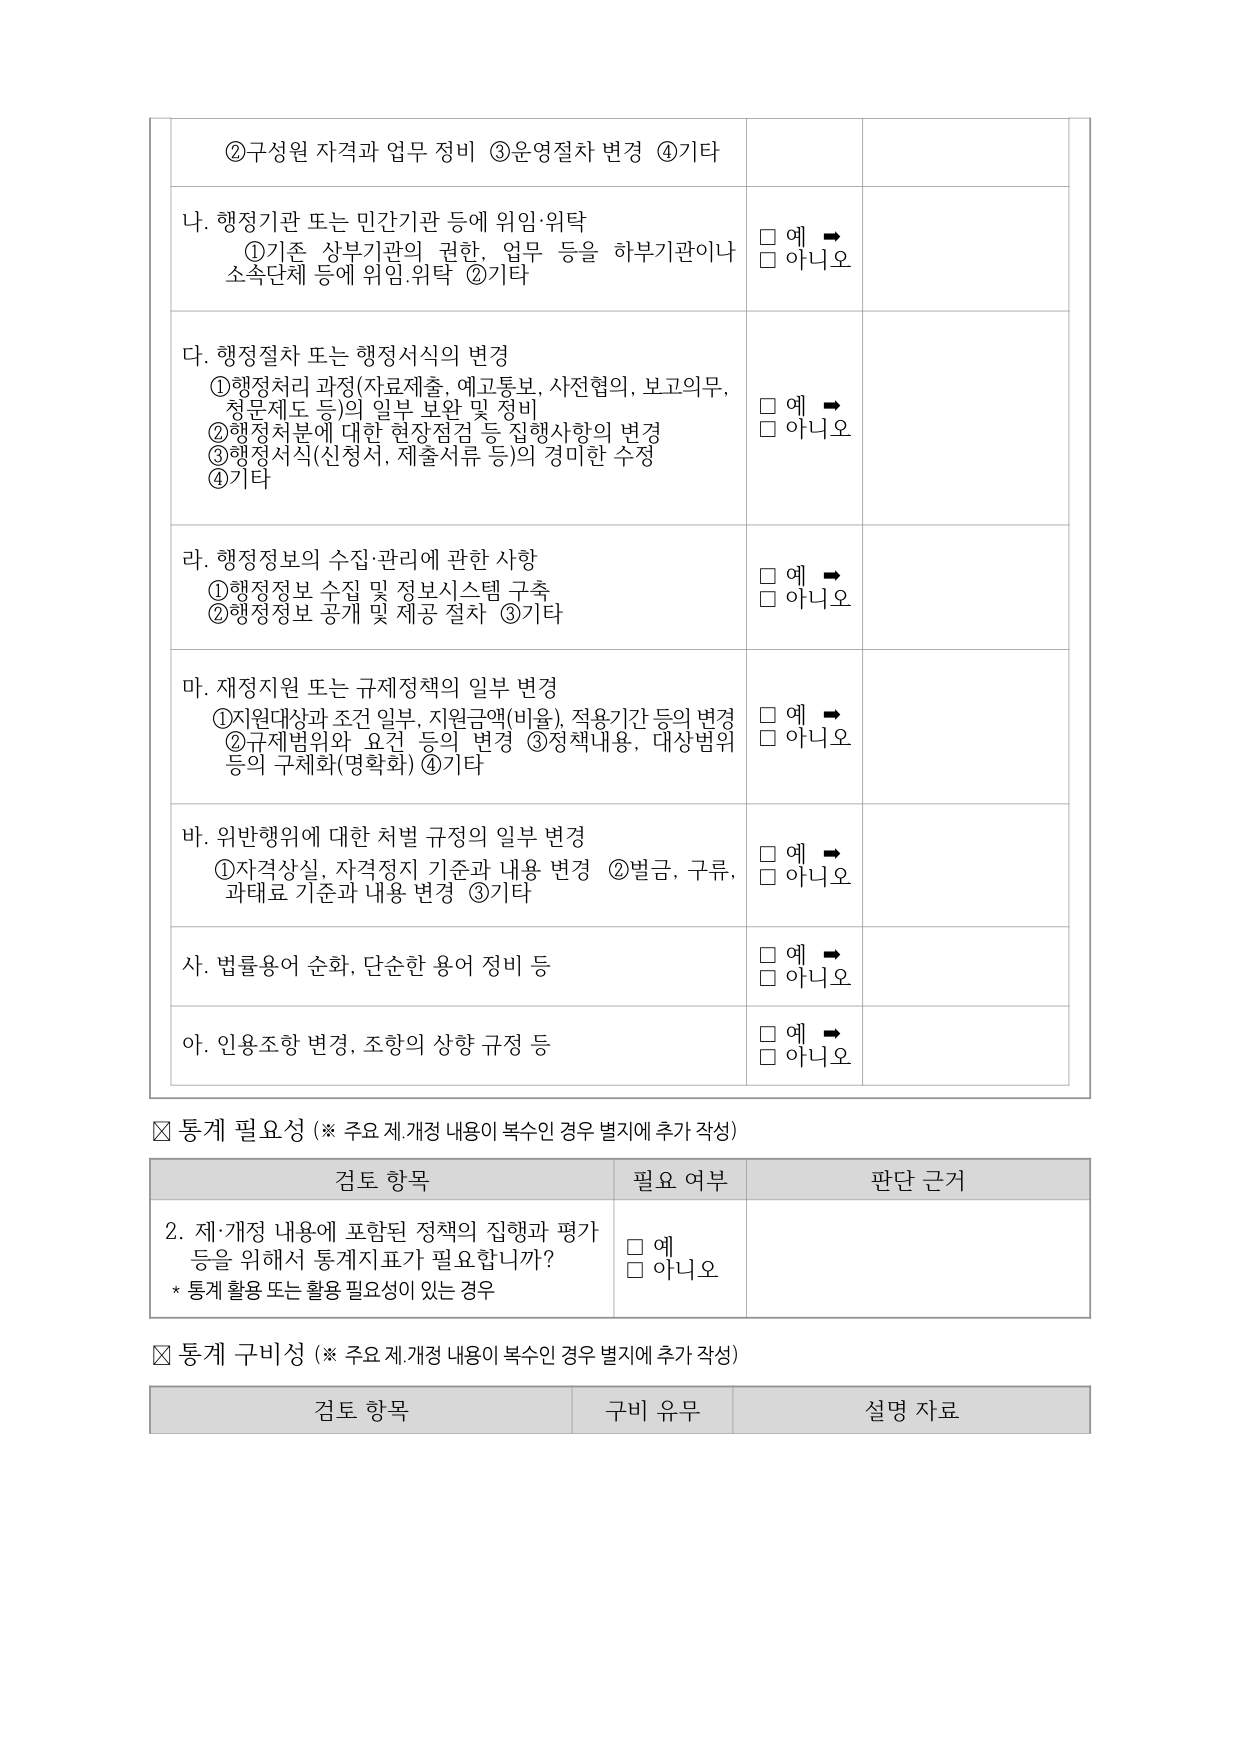 ②구성원 자격과 업무 정비 ③운영절차 변경 ④기타
나. 행정기관 또는 민간기관 등에 위임·위탁
①기존 상부기관의 권한, 업무 등을 하부기관이나
소속단체 등에 위임.위탁 ②기타
□ 예 ➡
□ 아니오
다. 행정절차 또는 행정서식의 변경
①행정처리 과정(자료제출, 예고통보, 사전협의, 보고의무,
청문제도 등)의 일부 보완 및 정비
②행정처분에 대한 현장점검 등 집행사항의 변경
③행정서식(신청서, 제출서류 등)의 경미한 수정
④기타
□ 예 ➡
□ 아니오
라. 행정정보의 수집·관리에 관한 사항
①행정정보 수집 및 정보시스템 구축
②행정정보 공개 및 제공 절차 ③기타
□ 예 ➡
□ 아니오
마. 재정지원 또는 규제정책의 일부 변경
①지원대상과 조건 일부, 지원금액(비율), 적용기간 등의 변경
②규제범위와 요건 등의 변경 ③정책내용, 대상범위
등의 구체화(명확화) ④기타
□ 예 ➡
□ 아니오
바. 위반행위에 대한 처벌 규정의 일부 변경
①자격상실, 자격정지 기준과 내용 변경 ②벌금, 구류,
과태료 기준과 내용 변경 ③기타
□ 예 ➡
□ 아니오
사. 법률용어 순화, 단순한 용어 정비 등
□ 예 ➡
□ 아니오
아. 인용조항 변경, 조항의 상향 규정 등
□ 예 ➡
□ 아니오
☒ 통계 필요성 (※ 주요 제.개정 내용이 복수인 경우 별지에 추가 작성)
검토 항목 필요 여부 판단 근거
2. 제·개정 내용에 포함된 정책의 집행과 평가
등을 위해서 통계지표가 필요합니까?
* 통계 활용 또는 활용 필요성이 있는 경우
□ 예
□ 아니오
☒ 통계 구비성 (※ 주요 제.개정 내용이 복수인 경우 별지에 추가 작성)
검토 항목 구비 유무 설명 자료